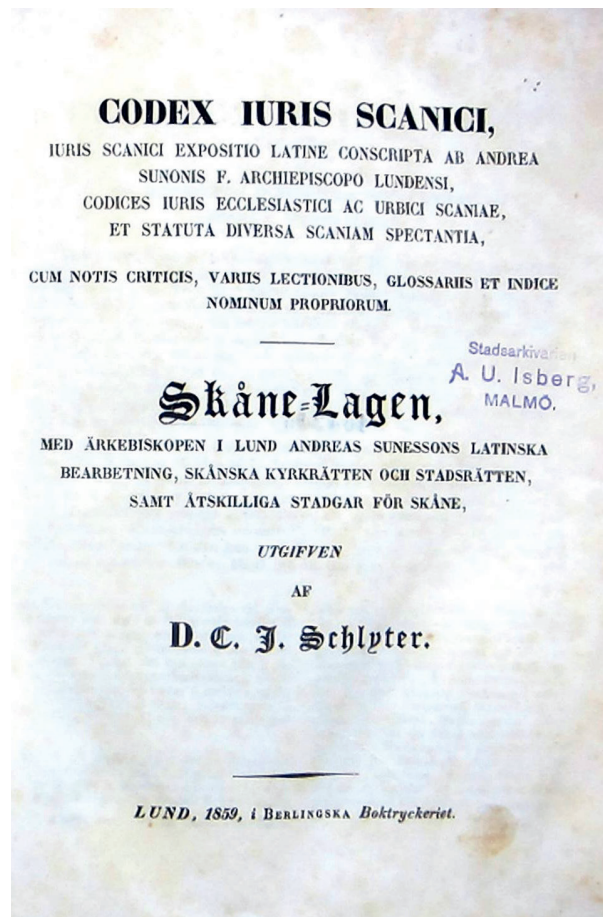 CODEX IURIS SCANICI,
IURIS SCANICI EXPOSITIO LATINE CONSCRIPTA AB ANDREA
SUNONIS F. ARCHIEPISCOPO LUNDENSI,
CODICES IURIS ECCLESIASTICI AC URBICI SCANIAE,
ET STATUTA DIVERSA SCANIAM SPECTANTIA,
CUM NOTIS CRITICIS, VARIIS LECTIONIBUS, GLOSSARIIS ET INDICE
NOMINUM PROPRIORUM.
Stadsarkivarien
A. U. Isberg,
MALMÖ.
Skåne-Lagen,
MED ÄRKEBISKOPEN I LUND ANDREAS SUNESSONS LATINSKA
BEARBETNING, SKÅNSKA KYRKRÄTTEN OCH STADSRÄTTEN,
SAMT ÅTSKILLIGA STADGAR FÖR SKÅNE,
UTGIFVEN
AF
D. C. J. Schlyter.
LUND, 1859, i BERLINGSKA Boktryckeriet.